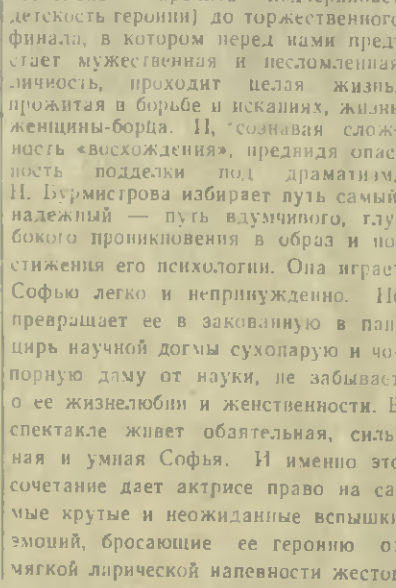 детскость героини) до торжественного
финала, в котором перед нами пред-
стает мужественная и несломленная
личность, проходит целая жизнь,
прожитая в борьбе и исканиях, жизнь
женщины-борца. И, сознавая слож-
ность «восхождения», предвидя опас-
ность подделки под драматизм,
Н. Бурмистрова избирает путь самый
надежный — путь вдумчивого, глу-
бокого проникновения в образ и по-
стижения его психологии. Она играет
Софью легко и непринужденно. Не
превращает ее в закованную в пан-
цирь научной догмы сухопарую и чо-
порную даму от науки, не забывает
о ее жизнелюбии и женственности. В
спектакле живет обаятельная, силь-
ная и умная Софья. И именно это
сочетание дает актрисе право на са-
мые крутые и неожиданные вспышки
эмоций, бросающие ее героиню от
мягкой лирической напевности